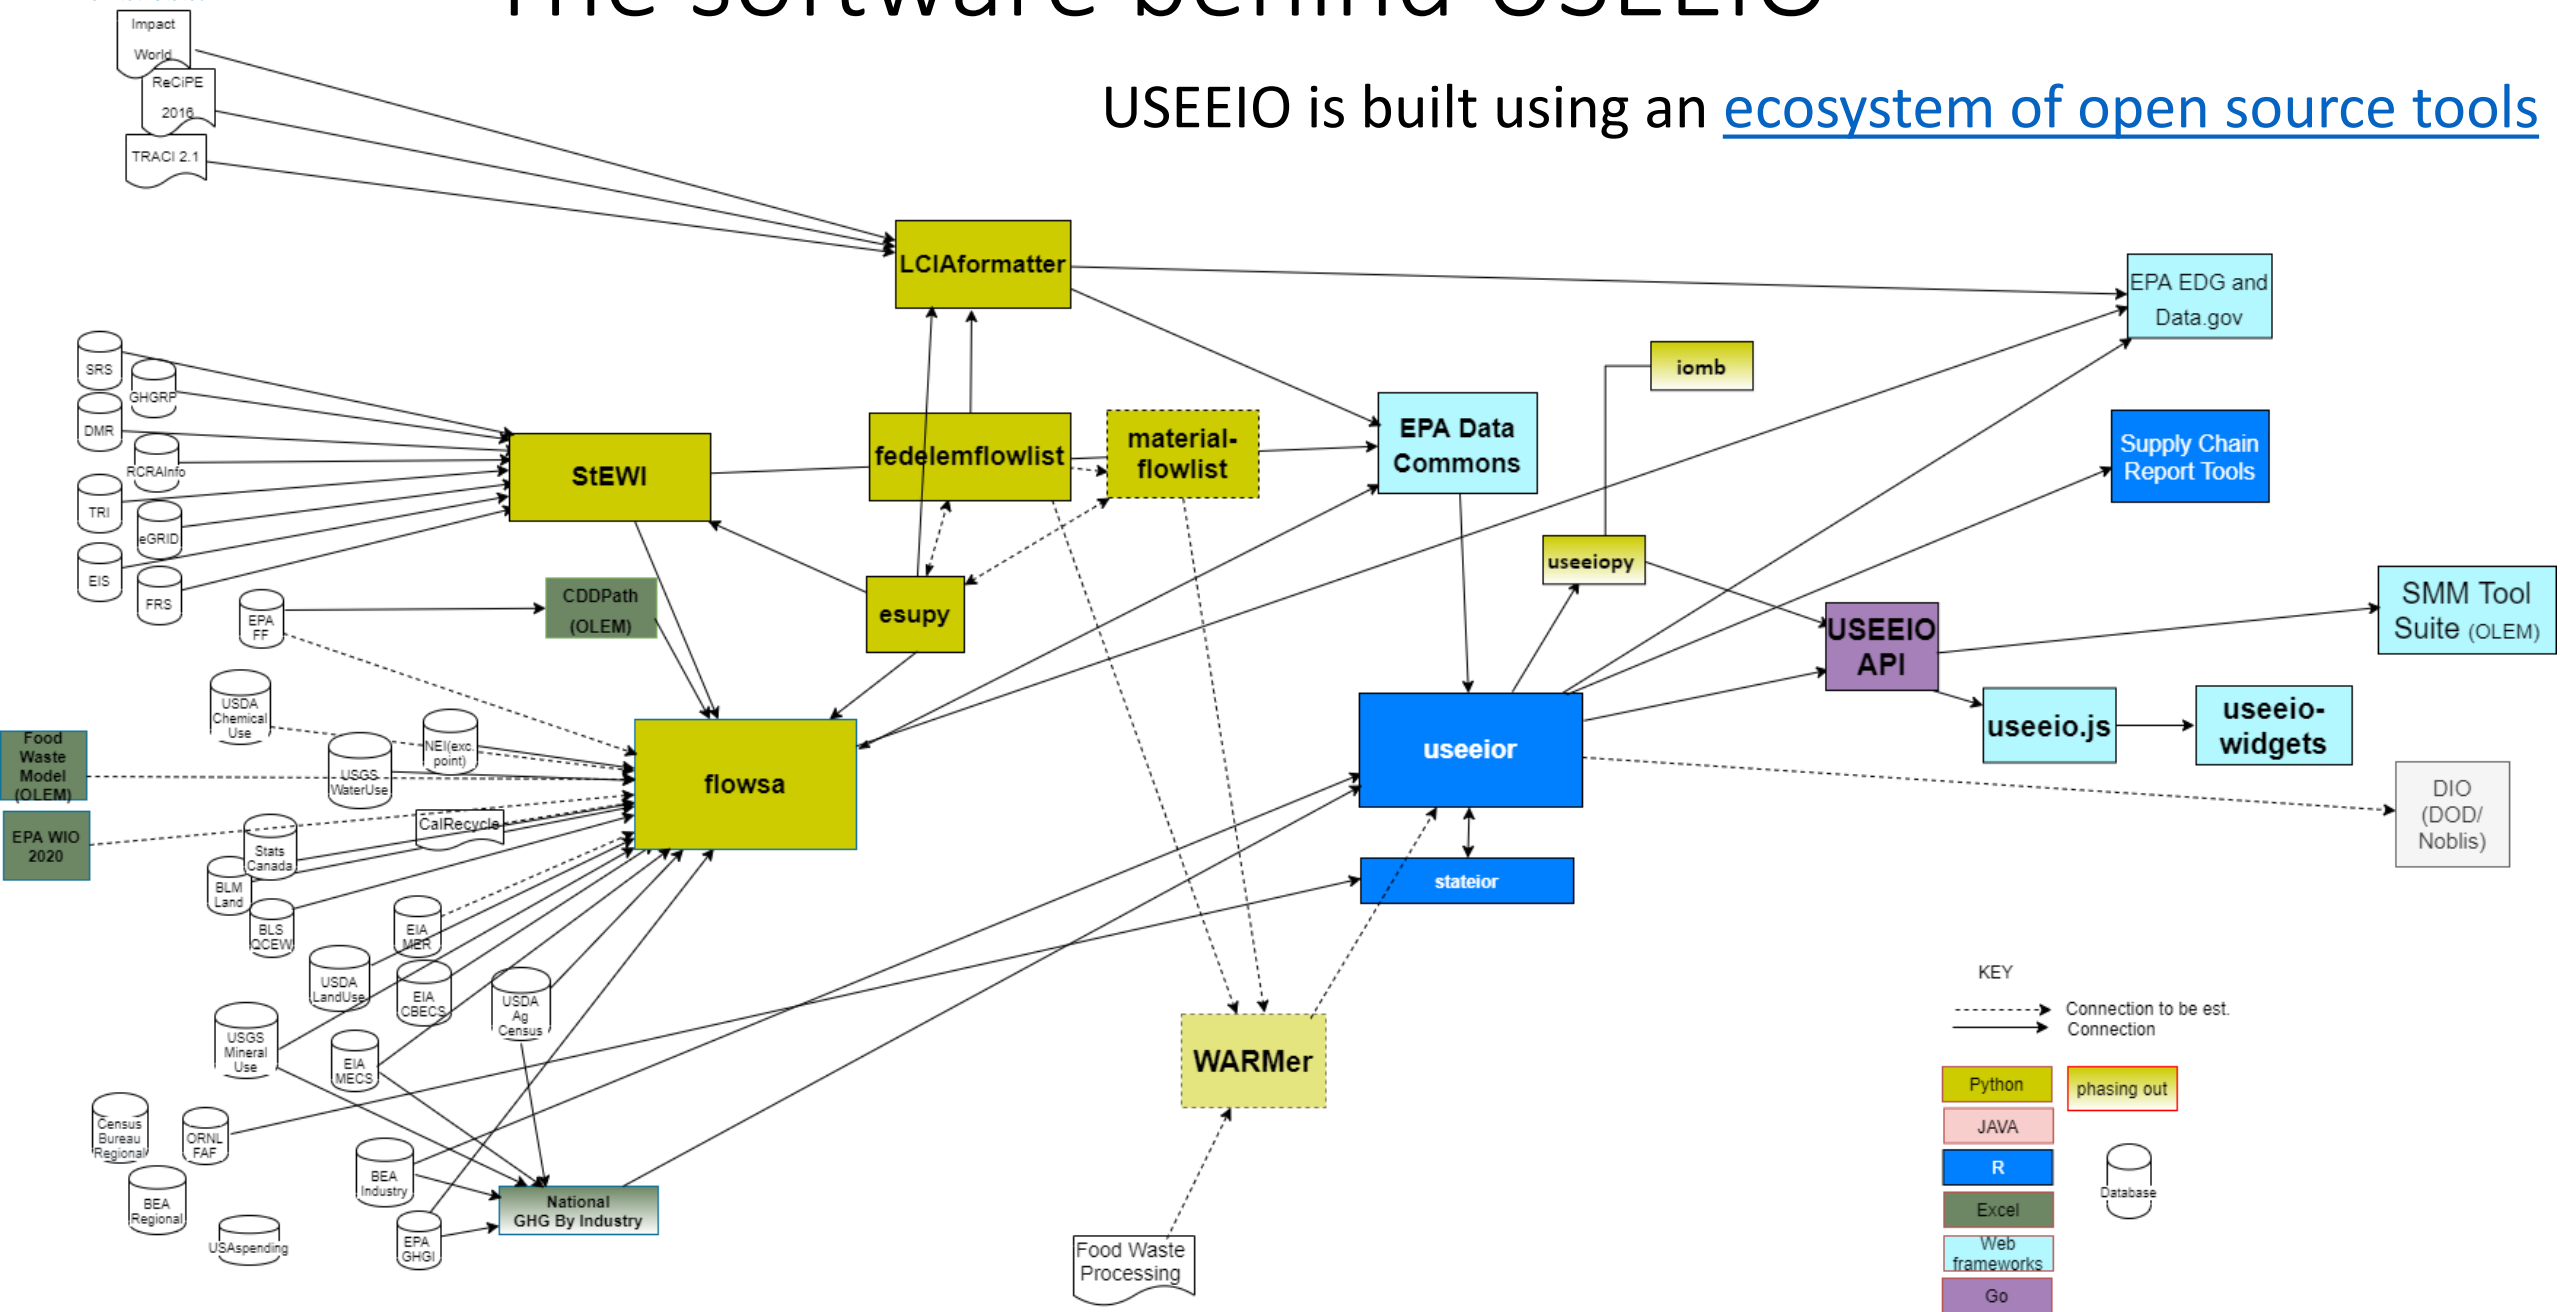 The software behind USEEIO
USEEIO is built using an ecosystem of open source tools
Impact
World
ReCiPE
2016
TRACI 2.1
LCIAformatter
EPA EDG and
Data.gov
SRS
GHGRP
DMR
RCRAInfo
TRI
eGRID
EIS
FRS
StEWI
fedelemflowlist
material-
flowlist
EPA Data
Commons
iomb
Supply Chain
Report Tools
useeiopy
EPA
FF
CDDPath
(OLEM)
esupy
USEEIO
API
SMM Tool
Suite (OLEM)
USDA
Chemical
Use
NEI(exc.
point)
USGS
WaterUse
Food
Waste
Model
(OLEM)
EPA WIO
2020
flowsa
useeior
useeio.js
useeio-
widgets
DIO
(DOD/
Noblis)
CalRecycle
Stats
Canada
BLM
Land
BLS
QCEW
EIA
MER
stateior
USDA
LandUse
EIA
CBECS
USDA
Ag
Census
USGS
Mineral
Use
EIA
MECS
WARMer
Census
Bureau
Regional
ORNL
FAF
BEA
Regional
USAspending
BEA
Industry
EPA
GHGI
National
GHG By Industry
Food Waste
Processing
KEY
Connection to be est.
Connection
Python
phasing out
JAVA
R
Database
Excel
Web
frameworks
Go